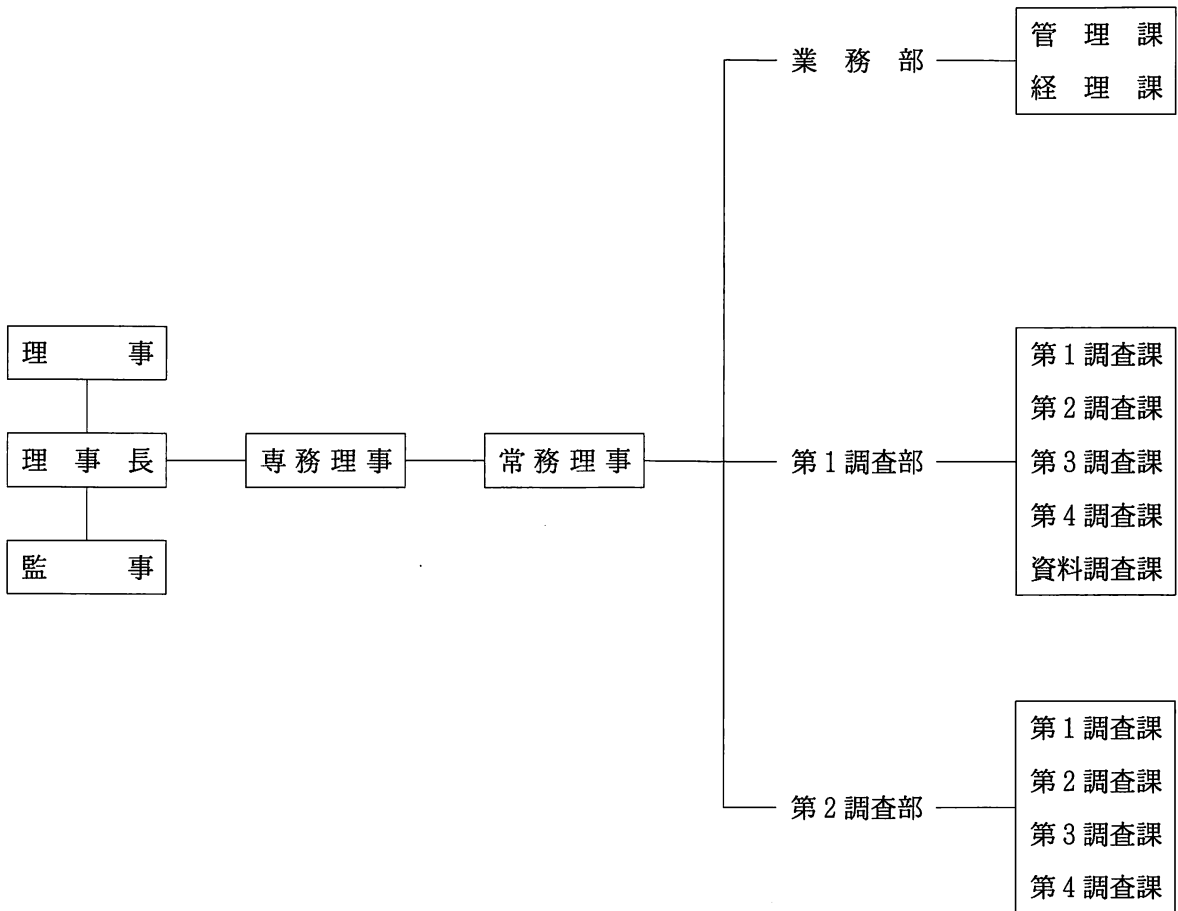 業務部
管理課
経理課
理事
理事長
監事
専務理事
常務理事
第1調査部
第1調査課
第2調査課
第3調査課
第4調査課
資料調査課
第2調査部
第1調査課
第2調査課
第3調査課
第4調査課